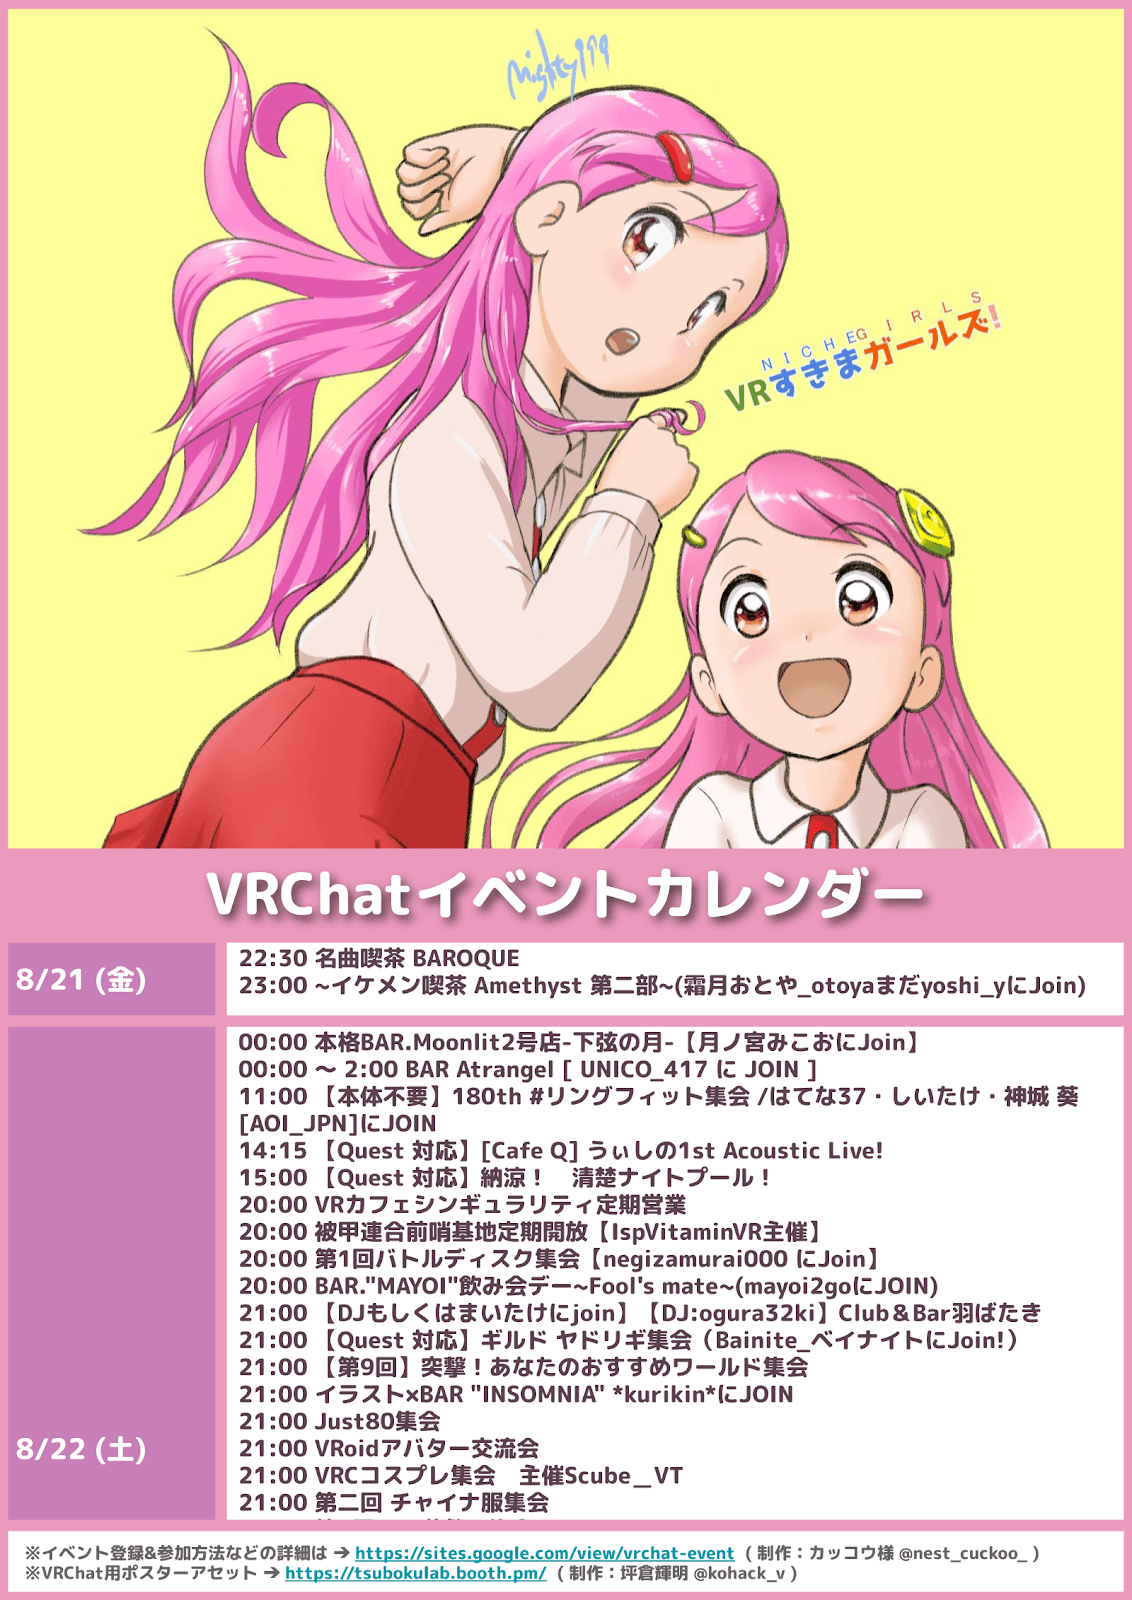 Mighty999
NICHE GIRLS
VRすきまガールズ!
VRChatイベントカレンダー
8/21 (金)
22:30 名曲喫茶 BAROQUE
23:00 ~イケメン喫茶 Amethyst 第二部~(霜月おとや_otoyaまだyoshi_yにJoin)
00:00 本格BAR.Moonlit2号店-下弦の月-【月ノ宮みこおにJoin】
00:00 〜 2:00 BAR Atrangel [ UNICO_417 に JOIN ]
11:00 【本体不要】180th #リングフィット集会 /はてな37・しいたけ・神城 葵
[AOI_JPN]にJOIN
14:15 【Quest 対応】[Cafe Q] うぃしの1st Acoustic Live!
15:00 【Quest 対応】納涼！　清楚ナイトプール！
20:00 VRカフェシンギュラリティ定期営業
20:00 被甲連合前哨基地定期開放【IspVitaminVR主催】
20:00 第1回バトルディスク集会【negizamurai000 にJoin】
20:00 BAR."MAYOI"飲み会デー~Fool's mate~(mayoi2goにJOIN)
21:00 【DJもしくはまいたけにjoin】【DJ:ogura32ki】Club＆Bar羽ばたき
21:00 【Quest 対応】ギルド ヤドリギ集会（Bainite_ベイナイトにJoin!）
21:00 【第9回】突撃！あなたのおすすめワールド集会
21:00 イラスト×BAR "INSOMNIA" *kurikin*にJOIN
21:00 Just80集会
8/22 (土)
21:00 VRoidアバター交流会
21:00 VRCコスプレ集会　主催Scube＿VT
21:00 第二回 チャイナ服集会
※イベント登録&参加方法などの詳細は ➔ https://sites.google.com/view/vrchat-event ( 制作：カッコウ様 @nest_cuckoo_ )
※VRChat用ポスターアセット ➔ https://tsubokulab.booth.pm/ ( 制作：坪倉輝明 @kohack_v )